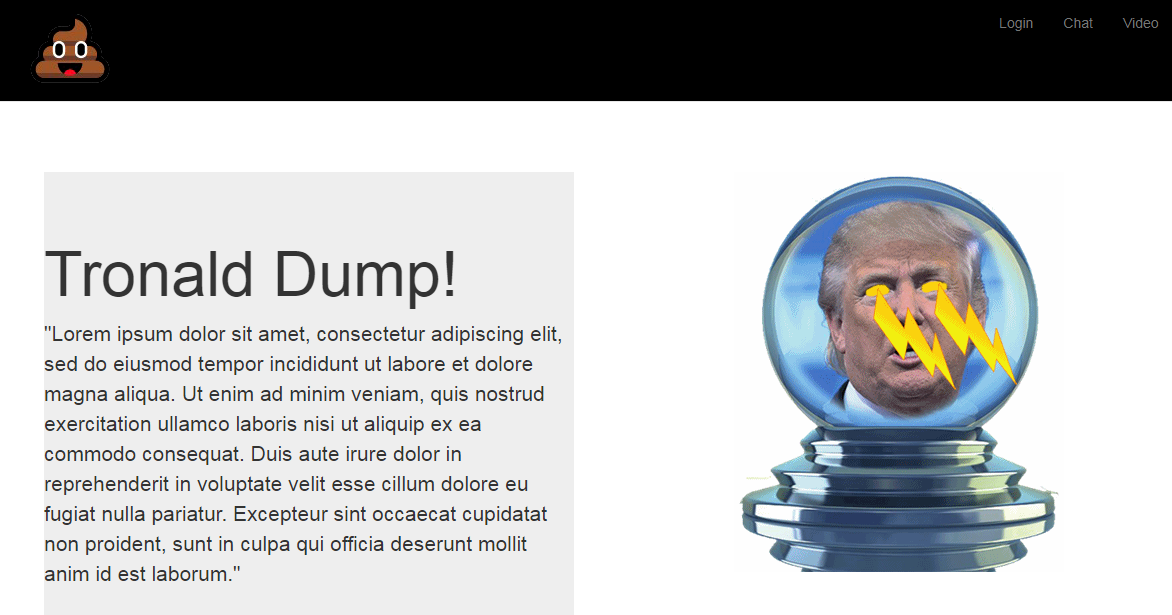 Login Chat Video
Tronald Dump!
"Lorem ipsum dolor sit amet, consectetur adipiscing elit,
sed do eiusmod tempor incididunt ut labore et dolore
magna aliqua. Ut enim ad minim veniam, quis nostrud
exercitation ullamco laboris nisi ut aliquip ex ea
commodo consequat. Duis aute irure dolor in
reprehenderit in voluptate velit esse cillum dolore eu
fugiat nulla pariatur. Excepteur sint occaecat cupidatat
non proident, sunt in culpa qui officia deserunt mollit
anim id est laborum."